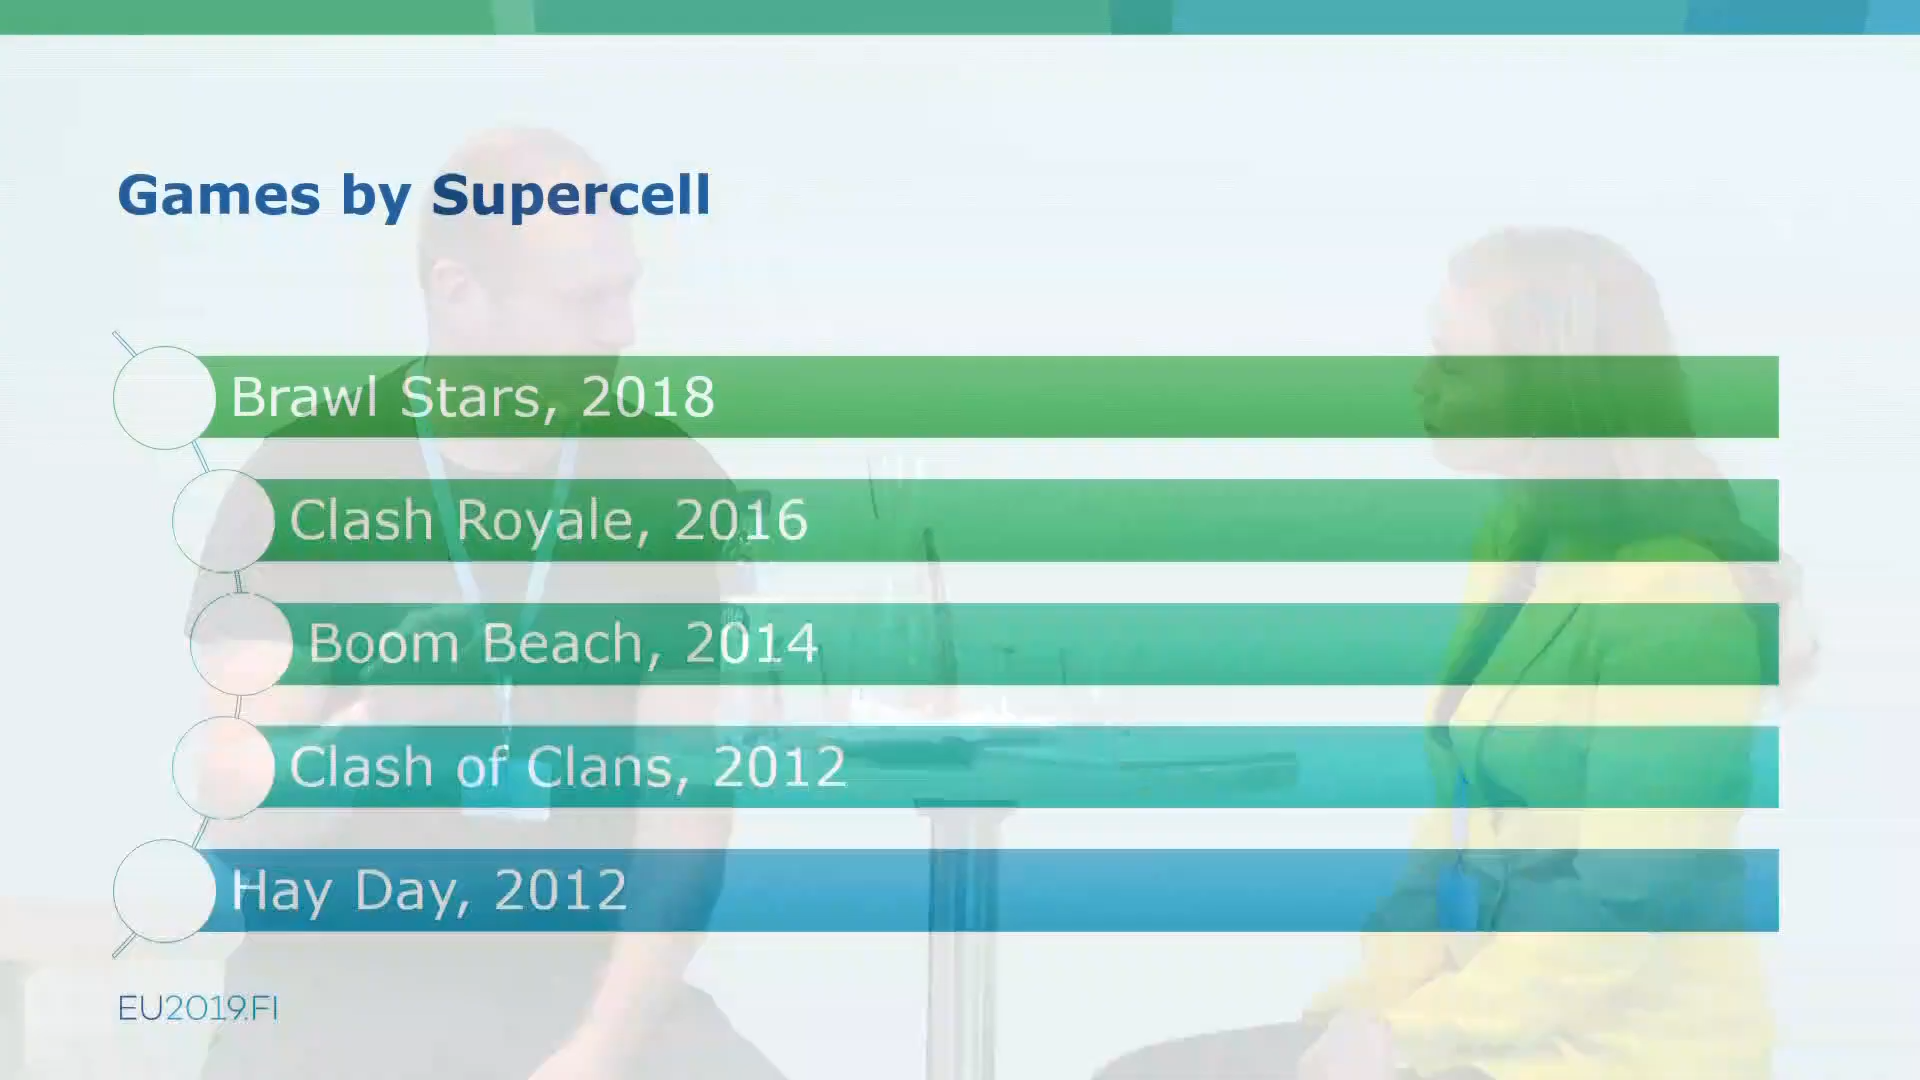 Games by Supercell
Brawl Stars, 2018
Clash Royale, 2016
Boom Beach, 2014
Clash of Clans, 2012
Hay Day, 2012
EU2019.FI